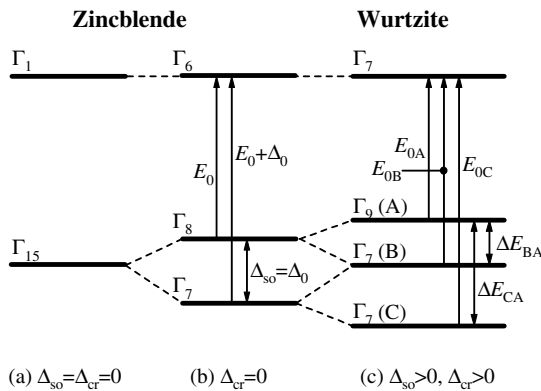 Zincblende
Wurtzite
Γ1
Γ6
Γ7
E0
E0+Δ0
E0A
E0B
E0C
Γ15
Γ8
Γ7
Δso=Δ0
Γ9 (A)
Γ7 (B)
Γ7 (C)
ΔEBA
ΔECA
(a) Δso=Δcr=0
(b) Δcr=0
(c) Δso>0, Δcr>0